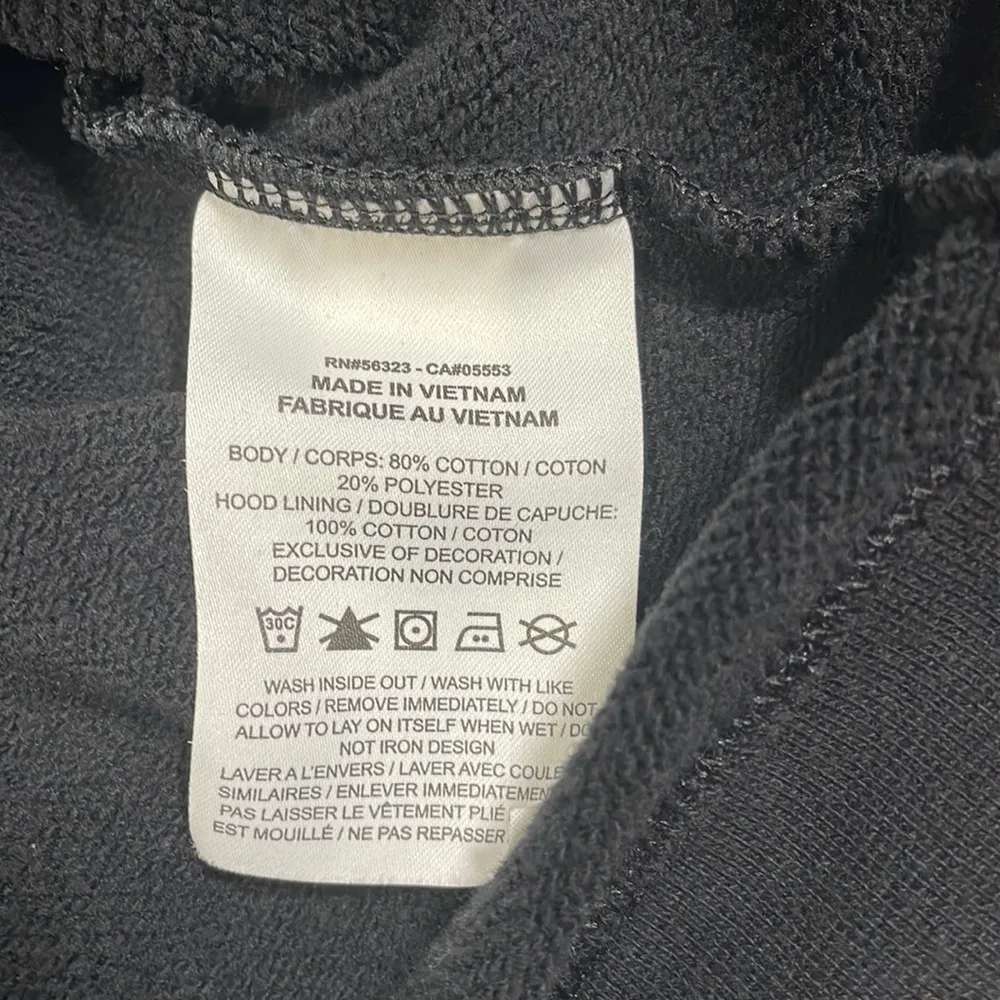 RN#56323 - CA#05553
MADE IN VIETNAM
FABRIQUE AU VIETNAM
BODY / CORPS: 80% COTTON / COTON
20% POLYESTER
HOOD LINING / DOUBLURE DE CAPUCHE:
100% COTTON / COTON
EXCLUSIVE OF DECORATION /
DECORATION NON COMPRISE
30C
WASH INSIDE OUT / WASH WITH LIKE
COLORS / REMOVE IMMEDIATELY / DO NOT
ALLOW TO LAY ON ITSELF WHEN WET / DO
NOT IRON DESIGN
LAVER A L'ENVERS / LAVER AVEC
SIMILAIRES / ENLEVER
PAS LAISSER LE VÊTEMENT PLIÉ
EST MOUILLÉ / NE PAS REPASSER